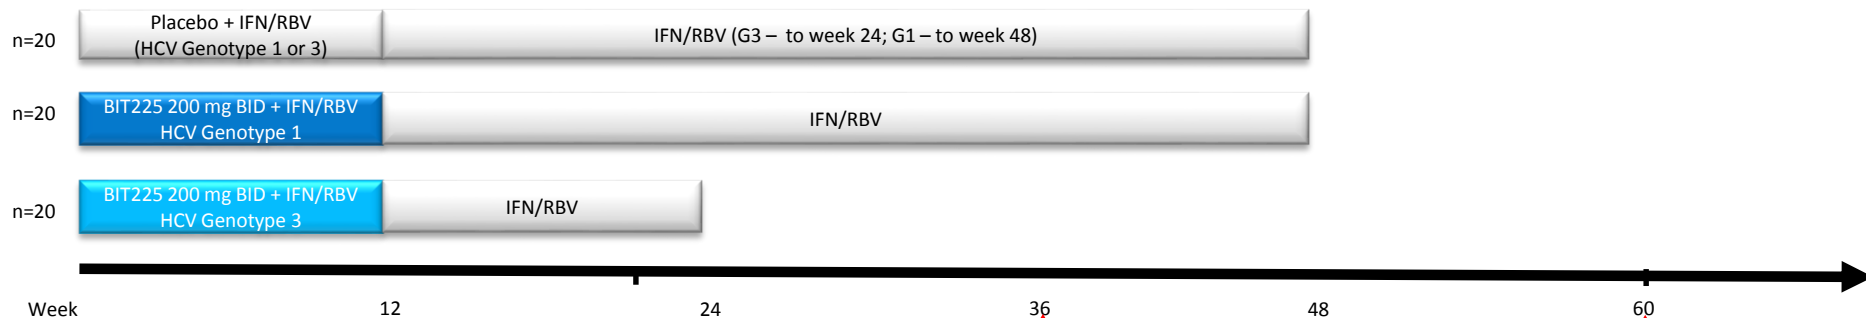 Placebo + IFN/RBV
(HCV Genotype 1 or 3)
n=20
IFN/RBV (G3 – to week 24; G1 – to week 48)
BIT225 200 mg BID + IFN/RBV
HCV Genotype 1
n=20
IFN/RBV
BIT225 200 mg BID + IFN/RBV
HCV Genotype 3
n=20
IFN/RBV
Week 12 24 36 48 60